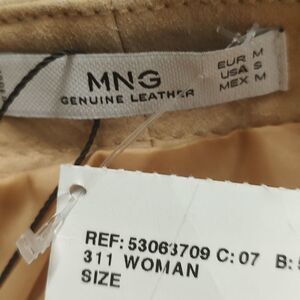 MNG
GENUINE LEATHER
EUR M
USA S
MEX M
REF: 53063709 C: 07 B:
311 WOMAN
SIZE